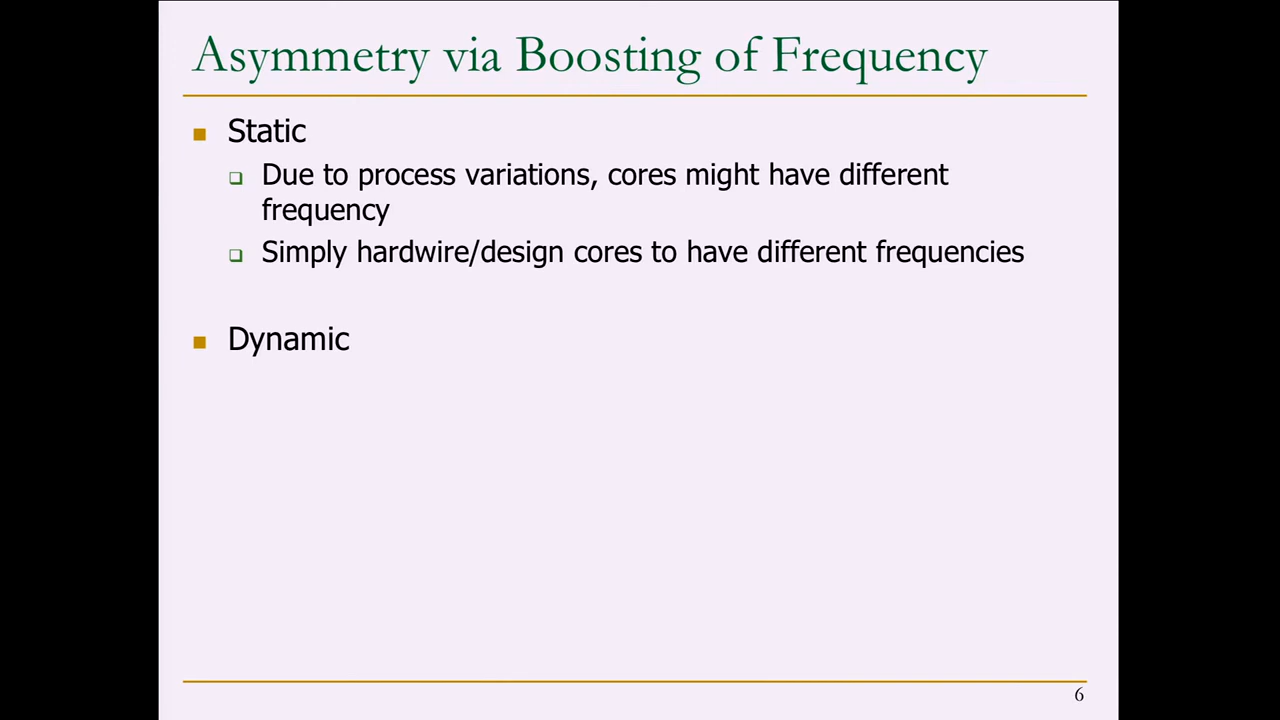 Asymmetry via Boosting of Frequency
Static
Due to process variations, cores might have different
frequency
Simply hardwire/design cores to have different frequencies
Dynamic
6